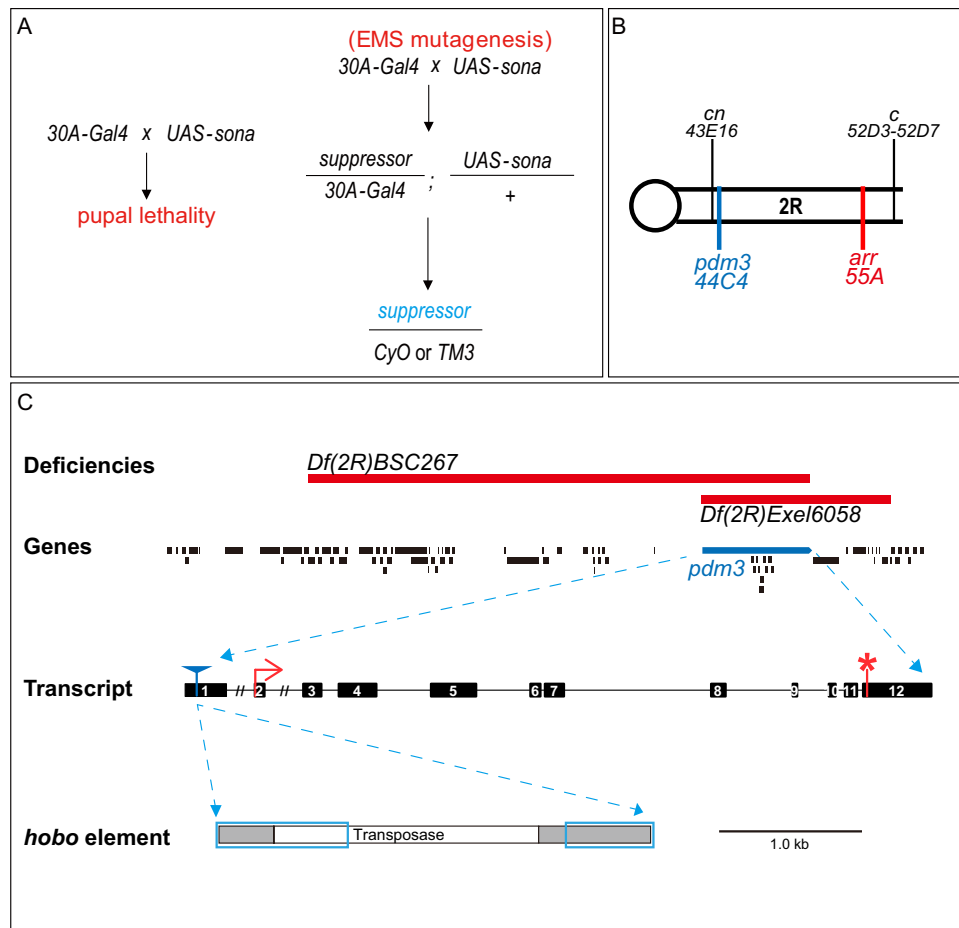 A
(EMS mutagenesis)
30A-Gal4 x UAS-sona
30A-Gal4 x UAS-sona
pupal lethality
suppressor
30A-Gal4
;
UAS-sona
+
suppressor
CyO or TM3
B
cn
43E16
c
52D3-52D7
2R
pdm3
44C4
arr
55A
C
Deficiencies
Df(2R)BSC267
Df(2R)Exel6058
Genes
pdm3
Transcript
1 // 2 // 3 4 5 6 7 8 9 10 11 12
*
hobo element
Transposase
1.0 kb